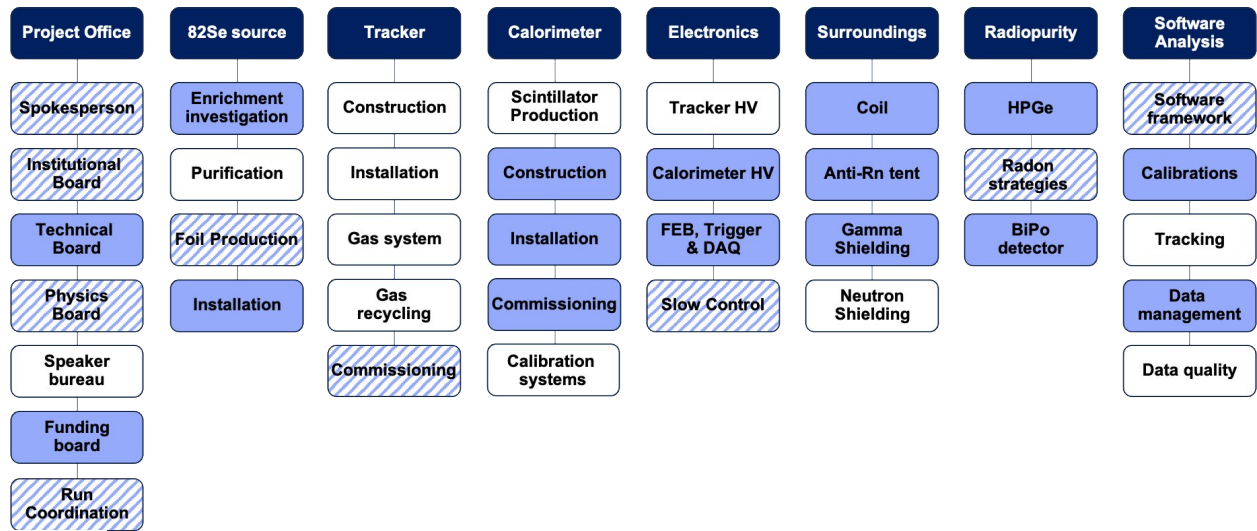 Project Office
Spokesperson
Institutional
Board
Technical
Board
Physics
Board
Speaker
bureau
Funding
board
Run
Coordination
82Se source
Enrichment
investigation
Purification
Foil Production
Installation
Tracker
Construction
Installation
Gas system
Gas
recycling
Commissioning
Calorimeter
Scintillator
Production
Construction
Installation
Commissioning
Calibration
systems
Electronics
Tracker HV
Calorimeter HV
FEB, Trigger
& DAQ
Slow Control
Surroundings
Coil
Anti-Rn tent
Gamma
Shielding
Neutron
Shielding
Radiopurity
HPGe
Radon
strategies
BiPo
detector
Software
Analysis
Software
framework
Calibrations
Tracking
Data
management
Data quality